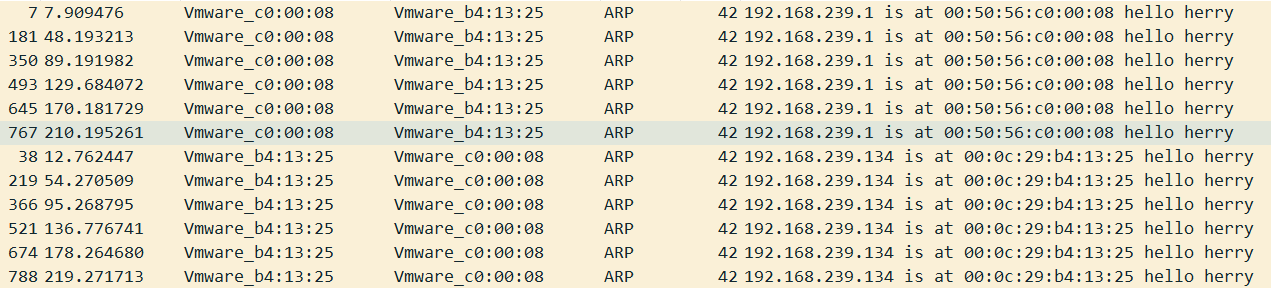 7 7.909476 Vmware_c0:00:08 Vmware_b4:13:25 ARP 42 192.168.239.1 is at 00:50:56:c0:00:08 hello herry
181 48.193213 Vmware_c0:00:08 Vmware_b4:13:25 ARP 42 192.168.239.1 is at 00:50:56:c0:00:08 hello herry
350 89.191982 Vmware_c0:00:08 Vmware_b4:13:25 ARP 42 192.168.239.1 is at 00:50:56:c0:00:08 hello herry
493 129.684072 Vmware_c0:00:08 Vmware_b4:13:25 ARP 42 192.168.239.1 is at 00:50:56:c0:00:08 hello herry
645 170.181729 Vmware_c0:00:08 Vmware_b4:13:25 ARP 42 192.168.239.1 is at 00:50:56:c0:00:08 hello herry
767 210.195261 Vmware_c0:00:08 Vmware_b4:13:25 ARP 42 192.168.239.1 is at 00:50:56:c0:00:08 hello herry
38 12.762447 Vmware_b4:13:25 Vmware_c0:00:08 ARP 42 192.168.239.134 is at 00:0c:29:b4:13:25 hello herry
219 54.270509 Vmware_b4:13:25 Vmware_c0:00:08 ARP 42 192.168.239.134 is at 00:0c:29:b4:13:25 hello herry
366 95.268795 Vmware_b4:13:25 Vmware_c0:00:08 ARP 42 192.168.239.134 is at 00:0c:29:b4:13:25 hello herry
521 136.776741 Vmware_b4:13:25 Vmware_c0:00:08 ARP 42 192.168.239.134 is at 00:0c:29:b4:13:25 hello herry
674 178.264680 Vmware_b4:13:25 Vmware_c0:00:08 ARP 42 192.168.239.134 is at 00:0c:29:b4:13:25 hello herry
788 219.271713 Vmware_b4:13:25 Vmware_c0:00:08 ARP 42 192.168.239.134 is at 00:0c:29:b4:13:25 hello herry